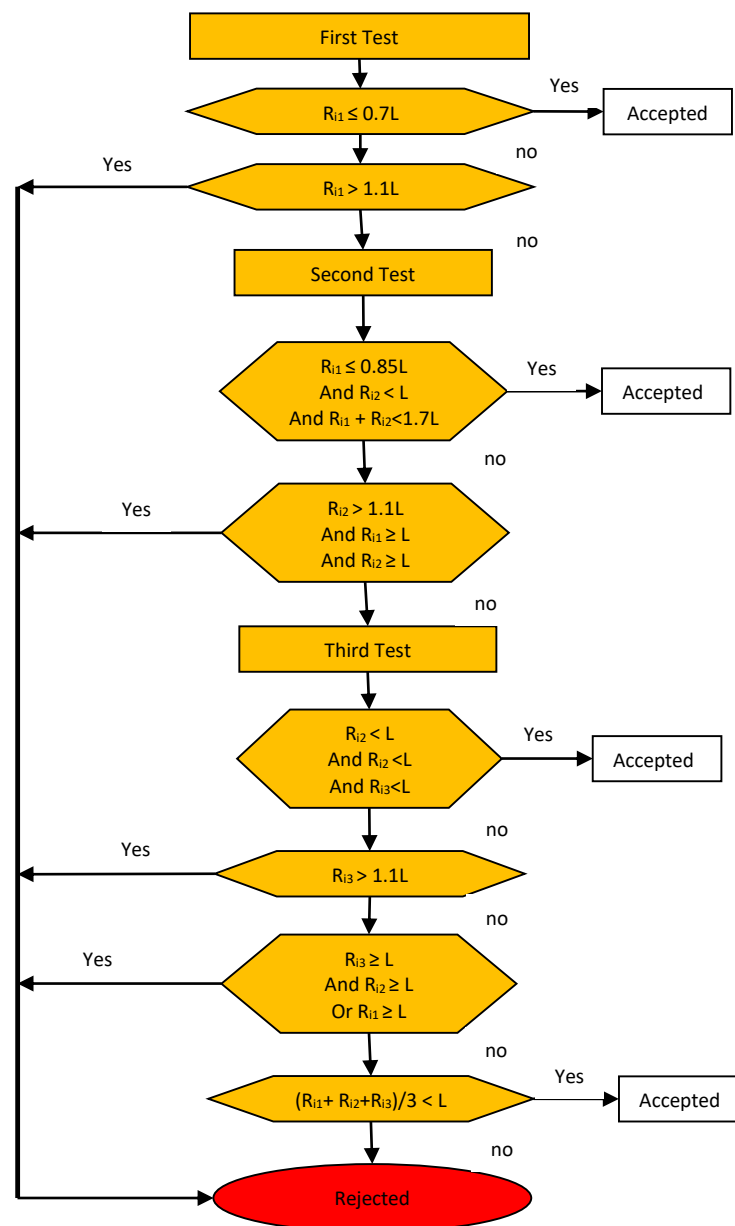 First Test
Yes
Rᵢ₁ ≤ 0.7L
Accepted
no
Yes
Rᵢ₁ > 1.1L
no
Second Test
Rᵢ₁ ≤ 0.85L
And Rᵢ₂ < L
And Rᵢ₁ + Rᵢ₂<1.7L
Yes
Accepted
no
Yes
Rᵢ₂ > 1.1L
And Rᵢ₁ ≥ L
And Rᵢ₂ ≥ L
no
Third Test
Rᵢ₂ < L
And Rᵢ₂ <L
And Rᵢ₃<L
Yes
Accepted
no
Yes
Rᵢ₃ > 1.1L
no
Yes
Rᵢ₃ ≥ L
And Rᵢ₂ ≥ L
Or Rᵢ₁ ≥ L
no
(Rᵢ₁+ Rᵢ₂+Rᵢ₃)/3 < L
Yes
Accepted
no
Rejected